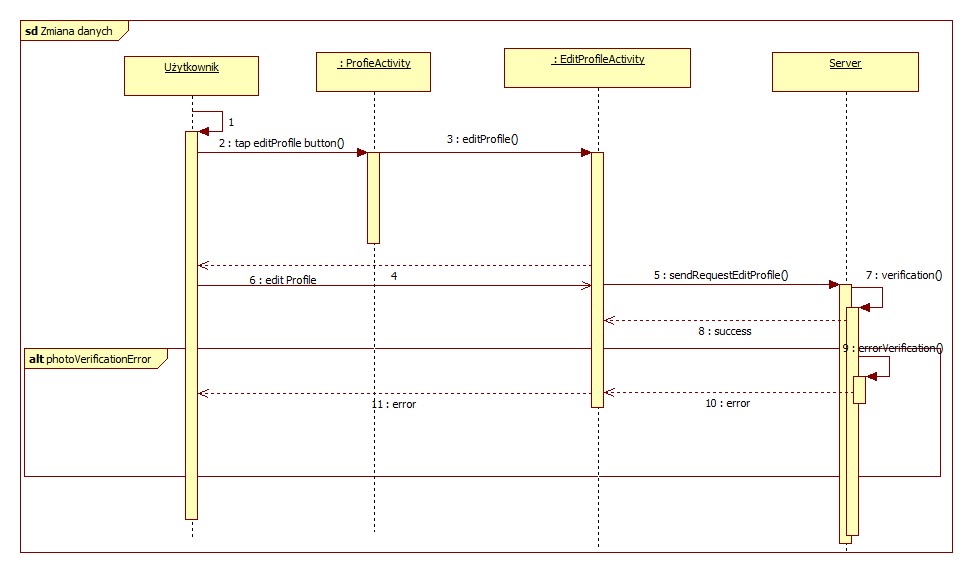 sd Zmiana danych
Użytkownik
: ProfieActivity
: EditProfileActivity
Server
1
2 : tap editProfile button()
3 : editProfile()
4
5 : sendRequestEditProfile()
6 : edit Profile
7 : verification()
8 : success
alt photoVerificationError
9 : errorVerification()
10 : error
11 : error